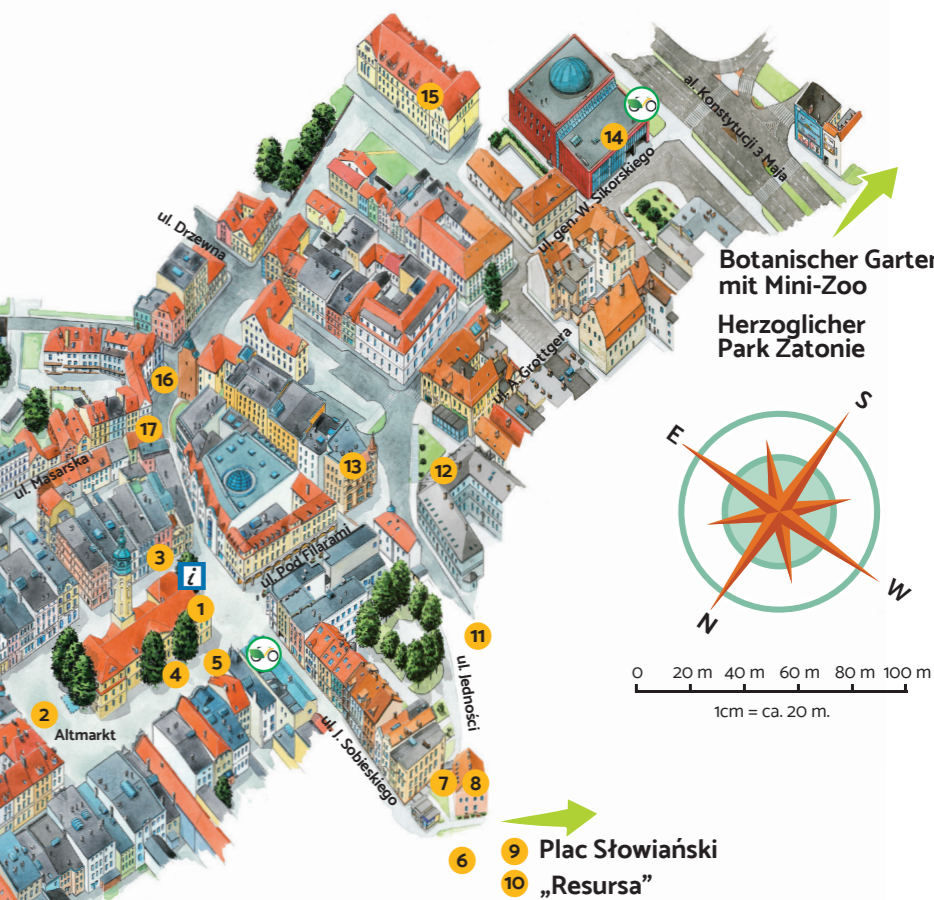 15
14
al. Konstytucji 3 Maja
ul. gen. W. Sikorskiego
ul. Drzewna
Botanischer Garten
mit Mini-Zoo
Herzoglicher
Park Zatonie
ul. A. Grottgera
16
17
ul. Masarska
13
12
S
E
W
N
3
i
ul. Pod Filarami
1
11
5
4
ul. Jedności
2
Altmarkt
ul. J. Sobieskiego
7
8
0 20 m 40 m 60 m 80 m 100 m
1cm = ca. 20 m.
6
9 Plac Słowiański
10 „Resursa”